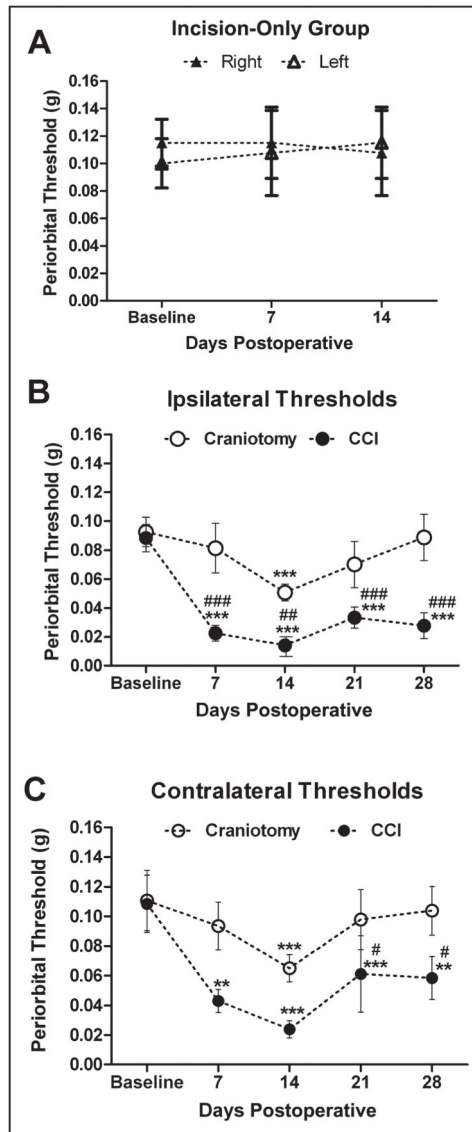 A
Incision-Only Group
Right Left
Periorbital Threshold (g)
0.16
0.14
0.12
0.10
0.08
0.06
0.04
0.02
0.00
Baseline 7 14
Days Postoperative
B
Ipsilateral Thresholds
Craniotomy CCI
Periorbital Threshold (g)
0.16
0.14
0.12
0.10
0.08
0.06
0.04
0.02
0.00
***
### ## ### ###
*** *** *** ***
Baseline 7 14 21 28
Days Postoperative
C
Contralateral Thresholds
Craniotomy CCI
Periorbital Threshold (g)
0.16
0.14
0.12
0.10
0.08
0.06
0.04
0.02
0.00
***
# #
** *** *** **
Baseline 7 14 21 28
Days Postoperative